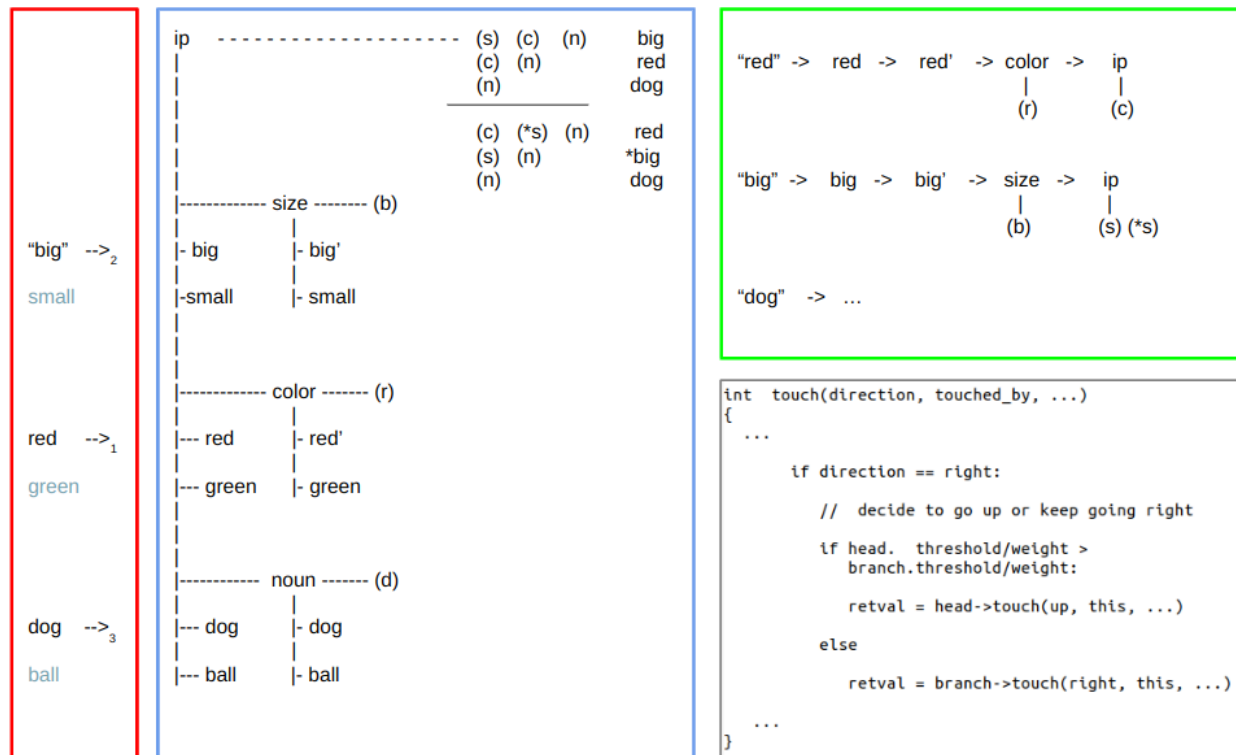 “big” -->2
small
red -->1
green
dog -->3
ball
ip - - - - - - - - - - - - - - - - - - - - - (s) (c) (n) big
| (c) (n) red
| (n) dog
|
| (c) (*s) (n) red
| (s) (n) *big
| (n) dog
|------------- size -------- (b)
| |
|- big |- big’
| |
|-small |- small
|
|
|
|------------- color ------- (r)
| |
|--- red |- red’
| |
|--- green |- green
|
|
|
|------------ noun ------- (d)
| |
|--- dog |- dog
| |
|--- ball |- ball
“red” -> red -> red’ -> color -> ip
| |
(r) (c)
“big” -> big -> big’ -> size -> ip
| |
(b) (s) (*s)
“dog” -> ...
int touch(direction, touched_by, ...)
{
...
if direction == right:
// decide to go up or keep going right
if head. threshold/weight >
branch.threshold/weight:
retval = head->touch(up, this, ...)
else
retval = branch->touch(right, this, ...)
...
}